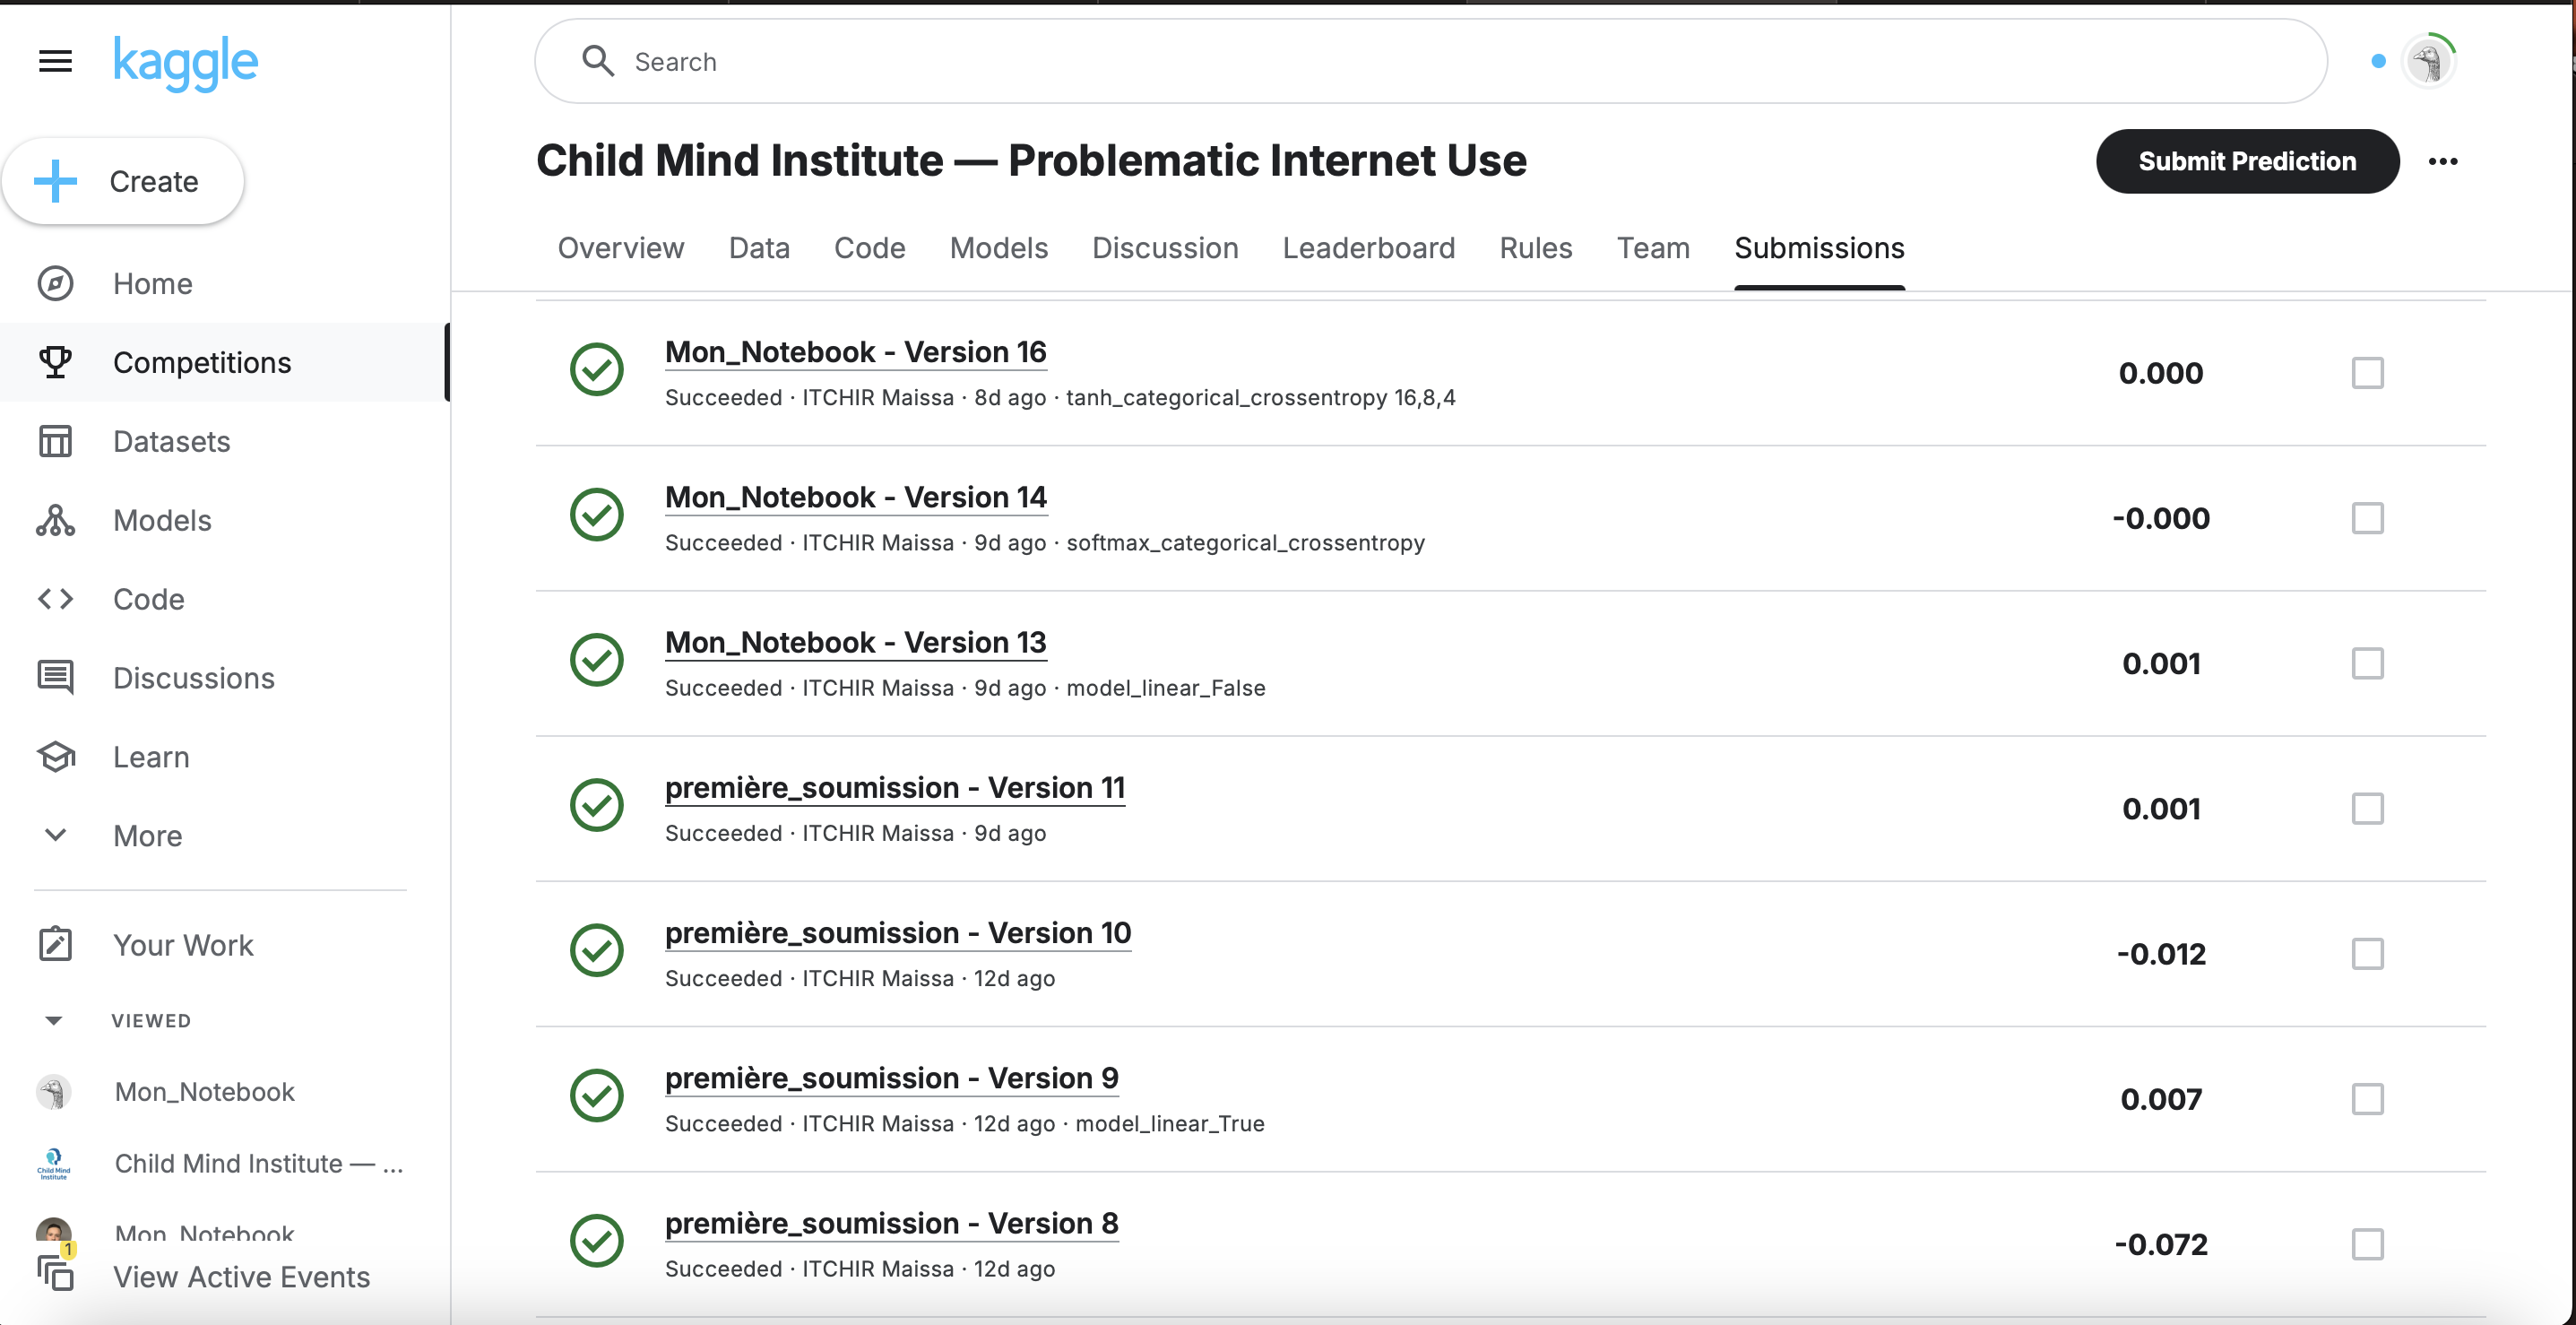 kaggle
Search
Create
Home
Competitions
Datasets
Models
Code
Discussions
Learn
More
Your Work
VIEWED
Mon_Notebook
Child Mind Institute — ...
Mon_Notebook
1
View Active Events
Child Mind Institute — Problematic Internet Use
Submit Prediction
Overview Data Code Models Discussion Leaderboard Rules Team Submissions
Mon_Notebook - Version 16
Succeeded · ITCHIR Maissa · 8d ago · tanh_categorical_crossentropy 16,8,4
0.000
Mon_Notebook - Version 14
Succeeded · ITCHIR Maissa · 9d ago · softmax_categorical_crossentropy
-0.000
Mon_Notebook - Version 13
Succeeded · ITCHIR Maissa · 9d ago · model_linear_False
0.001
première_soumission - Version 11
Succeeded · ITCHIR Maissa · 9d ago
0.001
première_soumission - Version 10
Succeeded · ITCHIR Maissa · 12d ago
-0.012
première_soumission - Version 9
Succeeded · ITCHIR Maissa · 12d ago · model_linear_True
0.007
première_soumission - Version 8
Succeeded · ITCHIR Maissa · 12d ago
-0.072
Child Mind
Institute